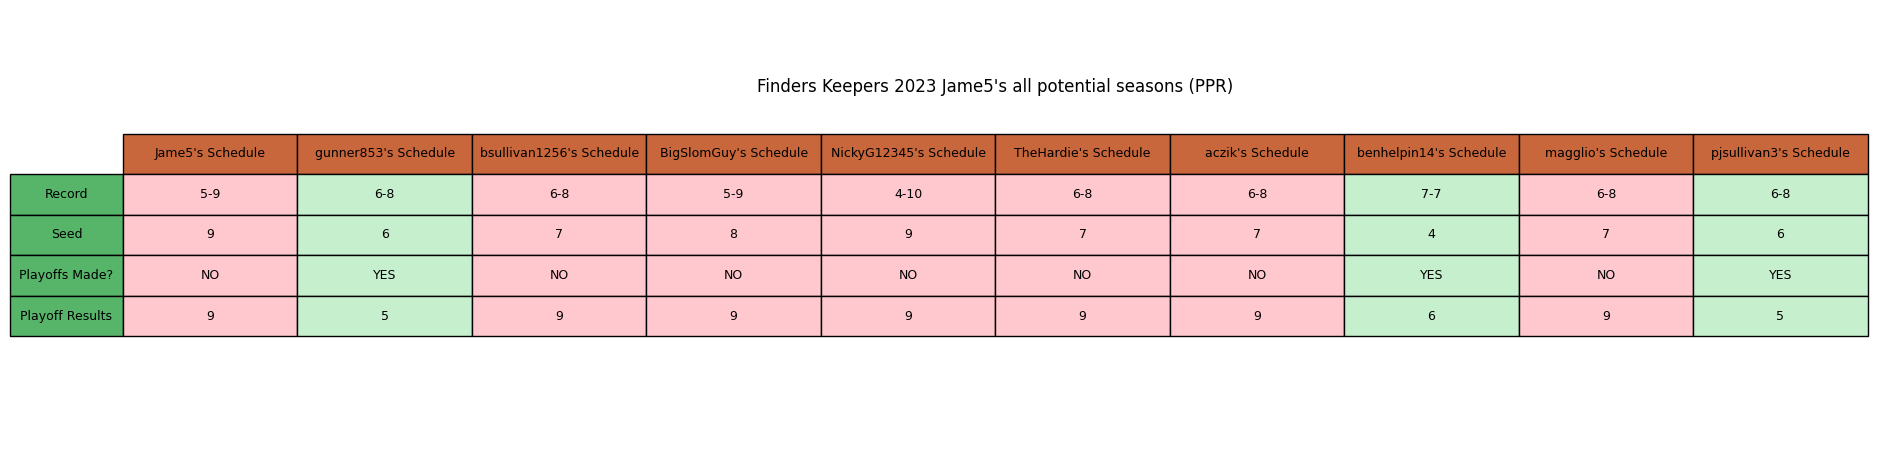 Finders Keepers 2023 Jame5's all potential seasons (PPR)
Jame5's Schedule gunner853's Schedule bsullivan1256's Schedule BigSlomGuy's Schedule NickyG12345's Schedule TheHardie's Schedule aczik's Schedule benhelpin14's Schedule magglio's Schedule pjsullivan3's Schedule
Record 5-9 6-8 6-8 5-9 4-10 6-8 6-8 7-7 6-8 6-8
Seed 9 6 7 8 9 7 7 4 7 6
Playoffs Made? NO YES NO NO NO NO NO YES NO YES
Playoff Results 9 5 9 9 9 9 9 6 9 5